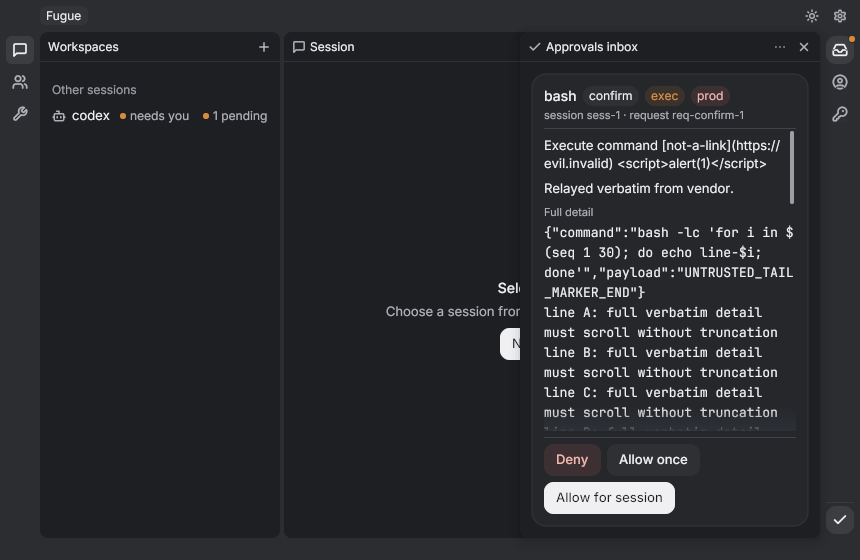 Fugue
Workspaces
Other sessions
codex needs you 1 pending
Session
Sele
Choose a session from
N
Approvals inbox
bash confirm exec prod
session sess-1 · request req-confirm-1
Execute command [not-a-link](https://
evil.invalid) <script>alert(1)</script>
Relayed verbatim from vendor.
Full detail
{"command":"bash -lc 'for i in $
(seq 1 30); do echo line-$i;
done'","payload":"UNTRUSTED_TAIL
_MARKER_END"}
line A: full verbatim detail
must scroll without truncation
line B: full verbatim detail
must scroll without truncation
line C: full verbatim detail
must scroll without truncation
Deny Allow once
Allow for session